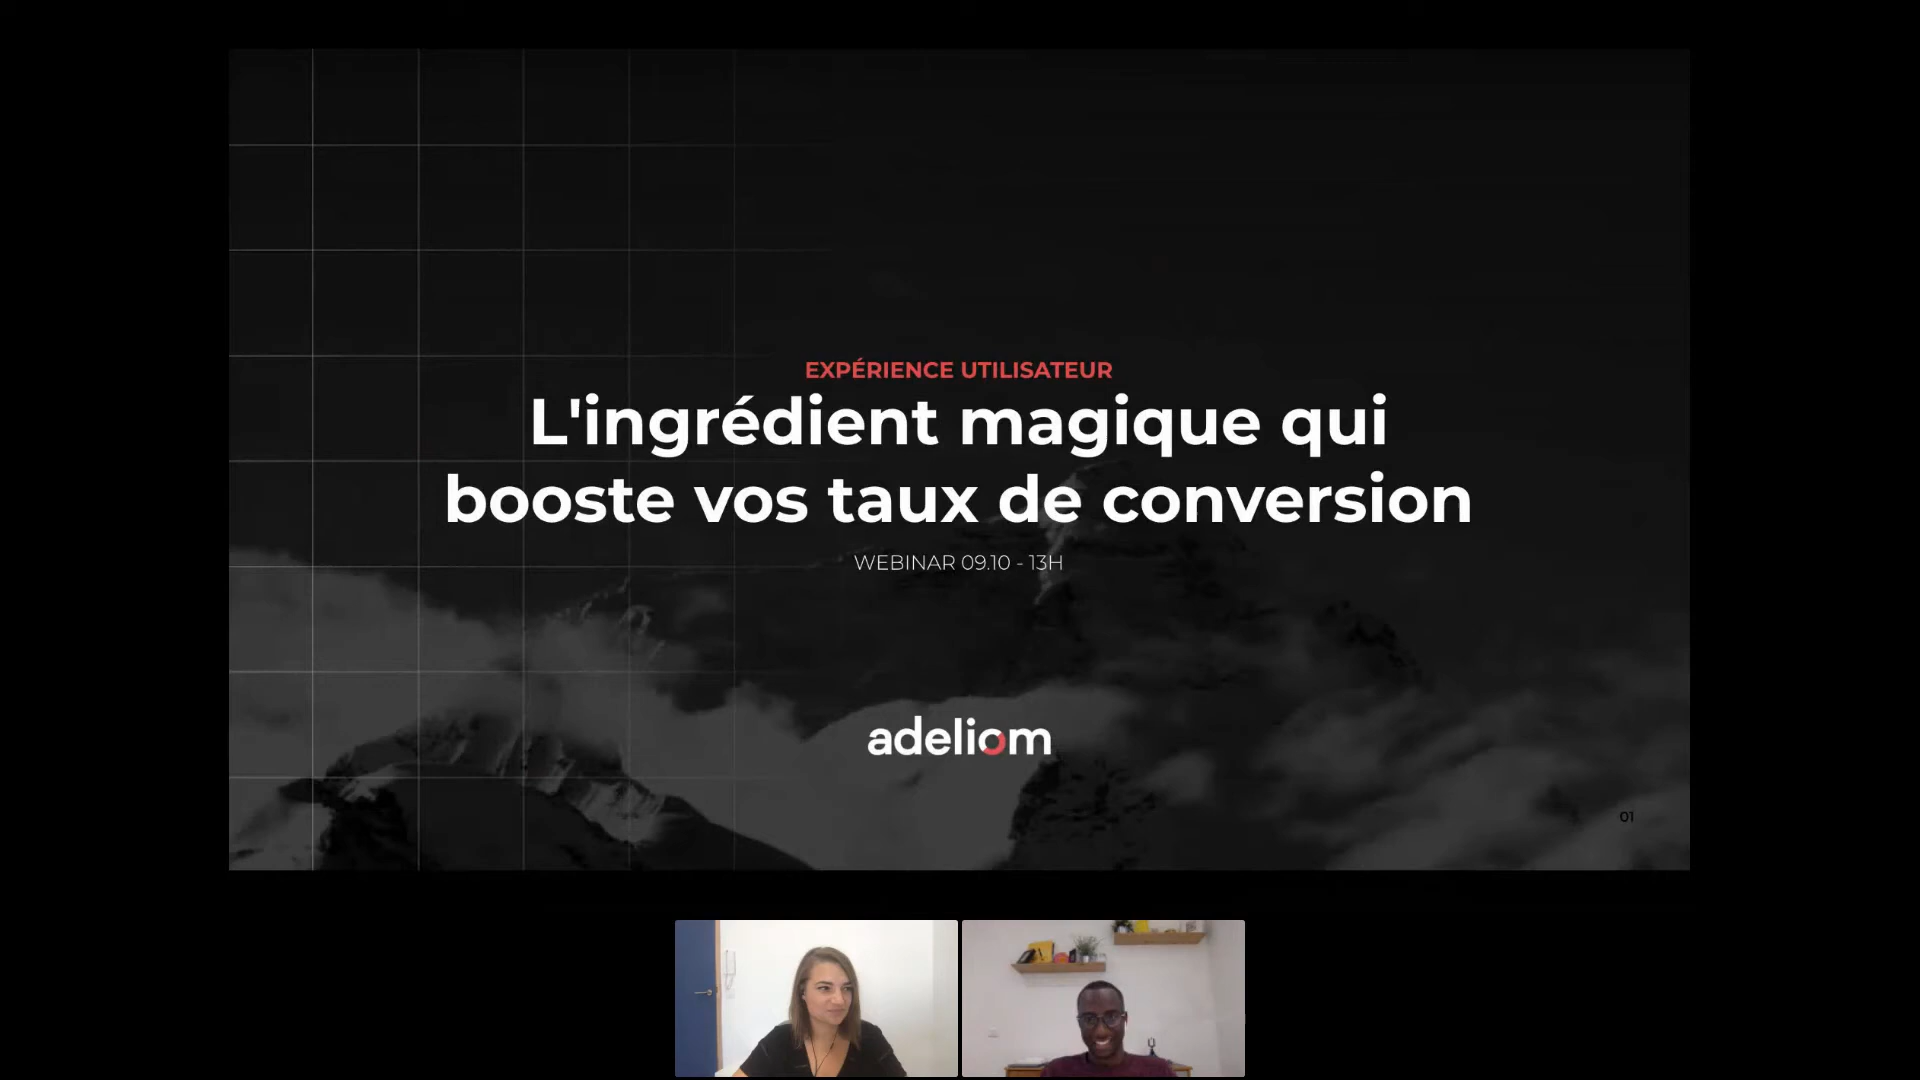 EXPÉRIENCE UTILISATEUR
L'ingrédient magique qui
booste vos taux de conversion
WEBINAR 09.10 - 13H
adeliom
01